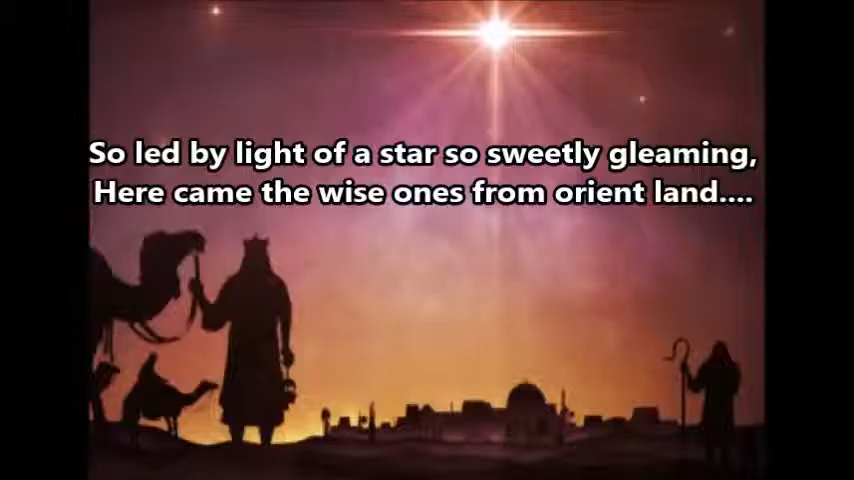 So led by light of a star so sweetly gleaming,
Here came the wise ones from orient land....